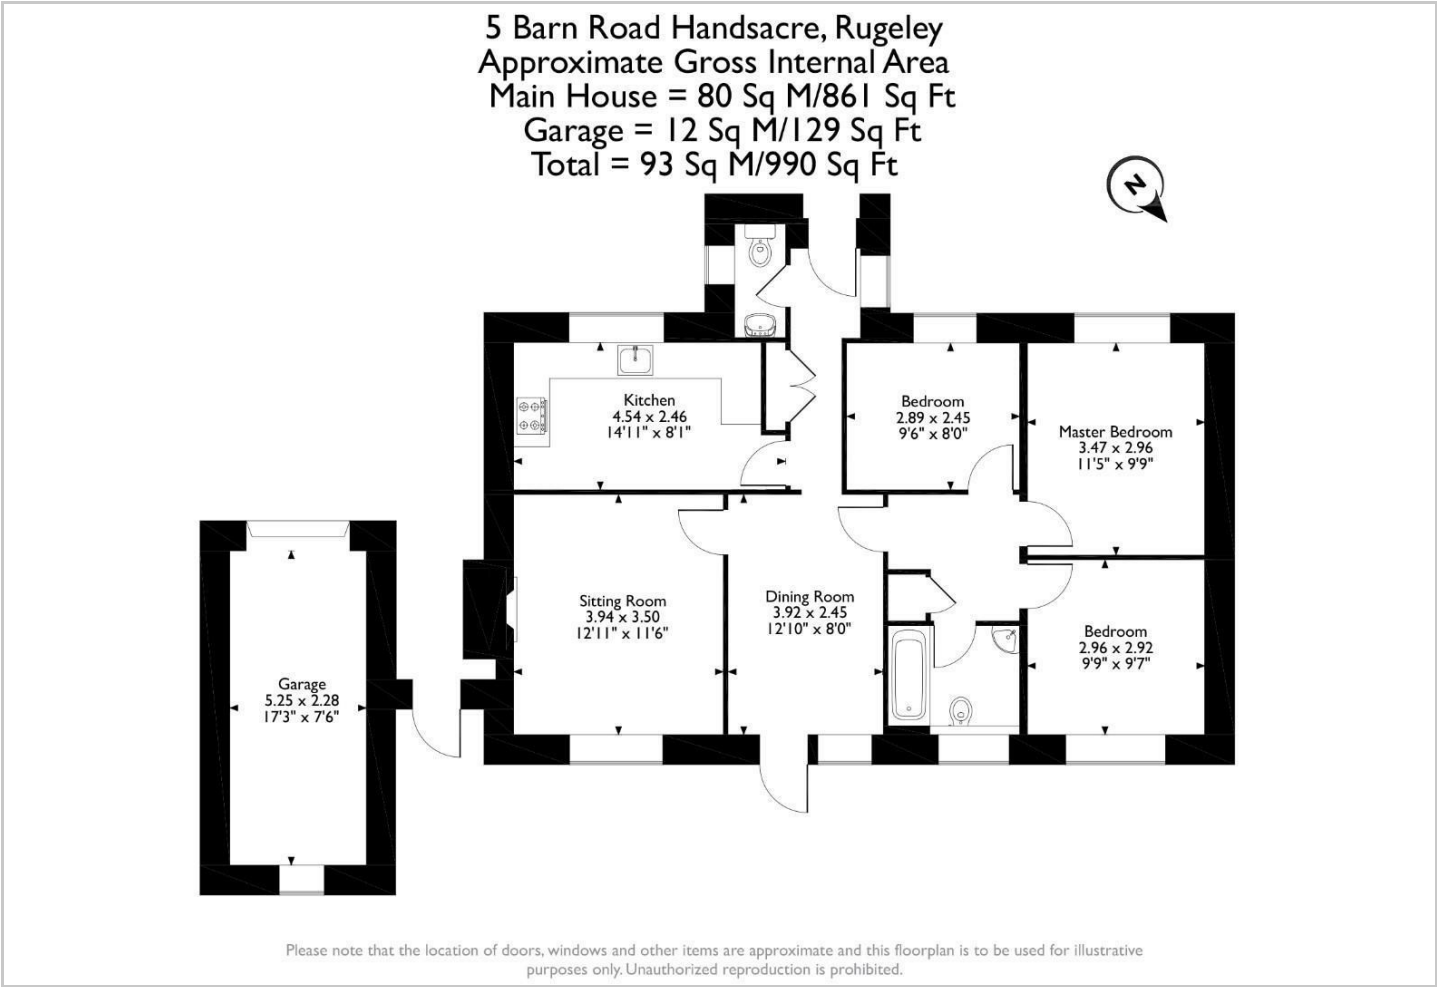 5 Barn Road Handsacre, Rugeley
Approximate Gross Internal Area
Main House = 80 Sq M/861 Sq Ft
Garage = 12 Sq M/129 Sq Ft
Total = 93 Sq M/990 Sq Ft
N
Kitchen
4.54 x 2.46
14'11" x 8'1"
Bedroom
2.89 x 2.45
9'6" x 8'0"
Master Bedroom
3.47 x 2.96
11'5" x 9'9"
Sitting Room
3.94 x 3.50
12'11" x 11'6"
Dining Room
3.92 x 2.45
12'10" x 8'0"
Bedroom
2.96 x 2.92
9'9" x 9'7"
Garage
5.25 x 2.28
17'3" x 7'6"
Please note that the location of doors, windows and other items are approximate and this floorplan is to be used for illustrative
purposes only. Unauthorized reproduction is prohibited.